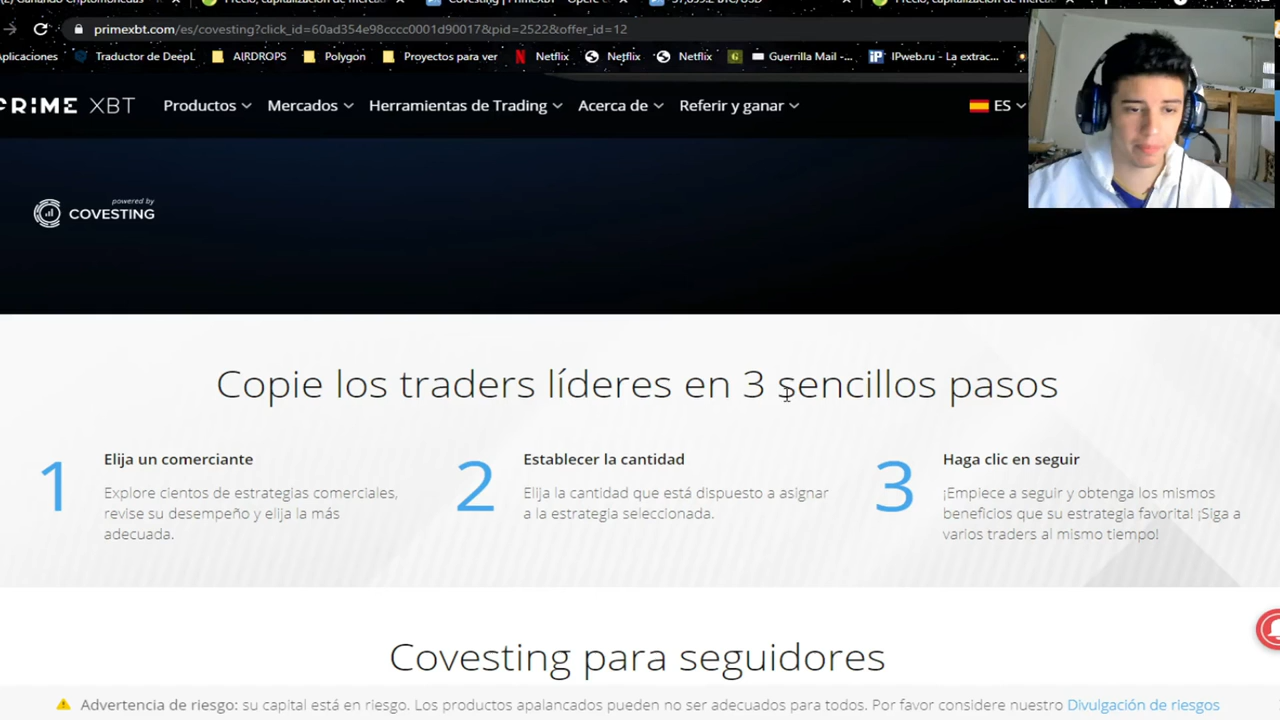 primexbt.com/es/covesting?click_id=60ad354e98cccc0001d90017&pid=2522&offer_id=12
plicaciones Traductor de DeepL AIRDROPS Polygon Proyectos para ver Netflix Netflix Netflix Guerrilla Mail -... IPweb.ru - La extrac...
PRIME XBT Productos Mercados Herramientas de Trading Acerca de Referir y ganar ES
powered by
COVESTING
Copie los traders líderes en 3 sencillos pasos
1 Elija un comerciante
Explore cientos de estrategias comerciales,
revise su desempeño y elija la más
adecuada.
2 Establecer la cantidad
Elija la cantidad que está dispuesto a asignar
a la estrategia seleccionada.
3 Haga clic en seguir
¡Empiece a seguir y obtenga los mismos
beneficios que su estrategia favorita! ¡Siga a
varios traders al mismo tiempo!
Covesting para seguidores
Advertencia de riesgo: su capital está en riesgo. Los productos apalancados pueden no ser adecuados para todos. Por favor considere nuestro Divulgación de riesgos